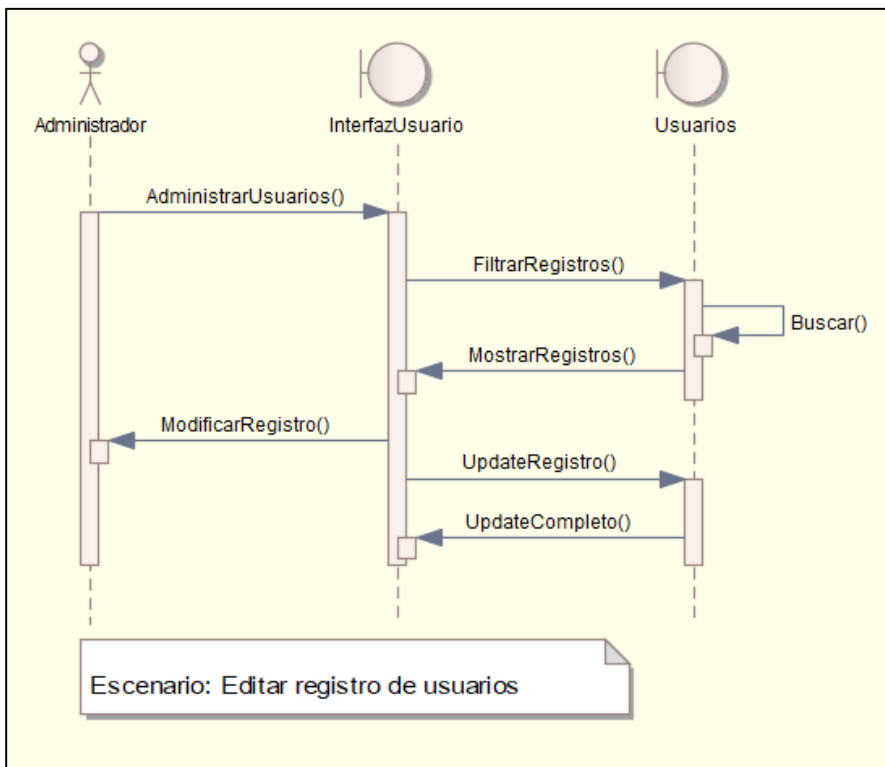 Administrador
InterfazUsuario
Usuarios
AdministrarUsuarios()
FiltrarRegistros()
Buscar()
MostrarRegistros()
ModificarRegistro()
UpdateRegistro()
UpdateCompleto()
Escenario: Editar registro de usuarios